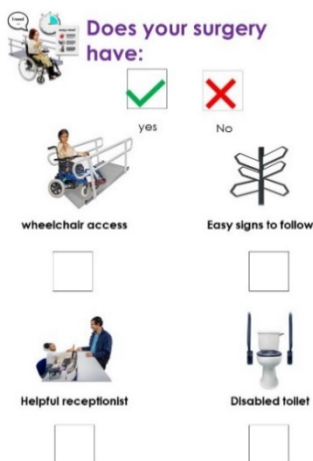 Does your surgery
have:
yes
No
wheelchair access
Easy signs to follow
Helpful receptionist
Disabled toilet